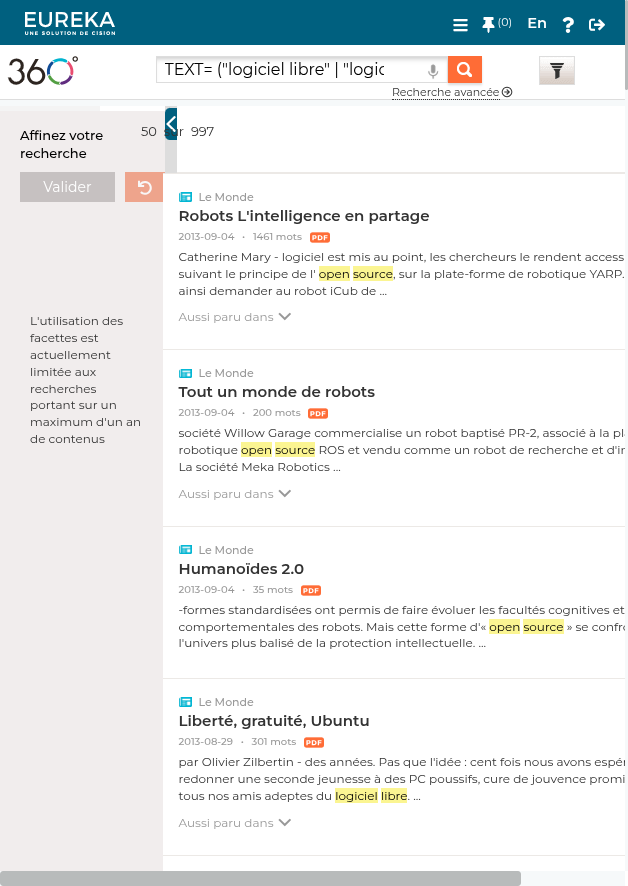 EUREKA
UNE SOLUTION DE CISION
(0) En ?
360°
TEXT= ("logiciel libre" | "logic
Recherche avancée
Affinez votre
recherche
50 sur 997
Valider
L'utilisation des
facettes est
actuellement
limitée aux
recherches
portant sur un
maximum d'un an
de contenus
Le Monde
Robots L'intelligence en partage
2013-09-04 · 1461 mots PDF
Catherine Mary - logiciel est mis au point, les chercheurs le rendent access
suivant le principe de l' open source, sur la plate-forme de robotique YARP.
ainsi demander au robot iCub de ...
Aussi paru dans
Le Monde
Tout un monde de robots
2013-09-04 · 200 mots PDF
société Willow Garage commercialise un robot baptisé PR-2, associé à la pl
robotique open source ROS et vendu comme un robot de recherche et d'in
La société Meka Robotics ...
Aussi paru dans
Le Monde
Humanoïdes 2.0
2013-09-04 · 35 mots PDF
-formes standardisées ont permis de faire évoluer les facultés cognitives et
comportementales des robots. Mais cette forme d'« open source » se confro
l'univers plus balisé de la protection intellectuelle. ...
Le Monde
Liberté, gratuité, Ubuntu
2013-08-29 · 301 mots PDF
par Olivier Zilbertin - des années. Pas que l'idée : cent fois nous avons espér
redonner une seconde jeunesse à des PC poussifs, cure de jouvence promi
tous nos amis adeptes du logiciel libre. ...
Aussi paru dans